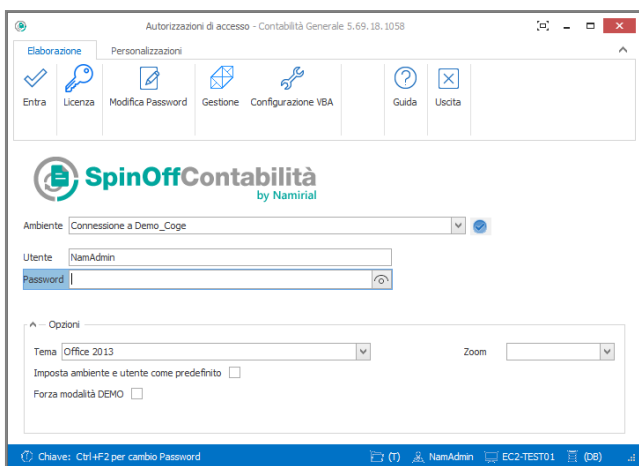 Autorizzazioni di accesso - Contabilità Generale 5.69.18.1058
Elaborazione Personalizzazioni
Entra Licenza Modifica Password Gestione Configurazione VBA Guida Uscita
SpinOffContabilità
by Namirial
Ambiente Connessione a Demo_Coge
Utente NamAdmin
Password
Opzioni
Tema Office 2013 Zoom
Imposta ambiente e utente come predefinito
Forza modalità DEMO
Chiave: Ctrl+F2 per cambio Password (T) NamAdmin EC2-TEST01 (DB)